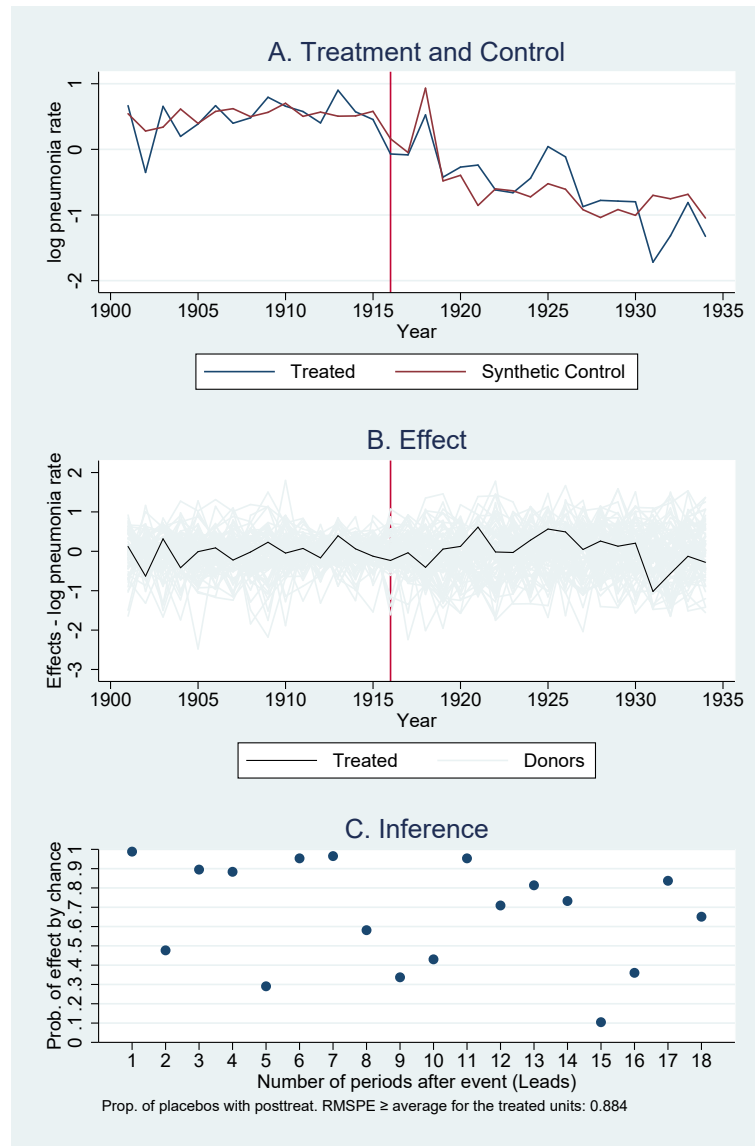 A. Treatment and Control
log pneumonia rate
1
0
-1
-2
1900 1905 1910 1915 1920 1925 1930 1935
Year
Treated Synthetic Control
B. Effect
Effects - log pneumonia rate
2
1
0
-1
-2
-3
1900 1905 1910 1915 1920 1925 1930 1935
Year
Treated Donors
C. Inference
Prob. of effect by chance
0 .1 .2 .3 .4 .5 .6 .7 .8 .9 1
1 2 3 4 5 6 7 8 9 10 11 12 13 14 15 16 17 18
Number of periods after event (Leads)
Prop. of placebos with posttreat. RMSPE ≥ average for the treated units: 0.884